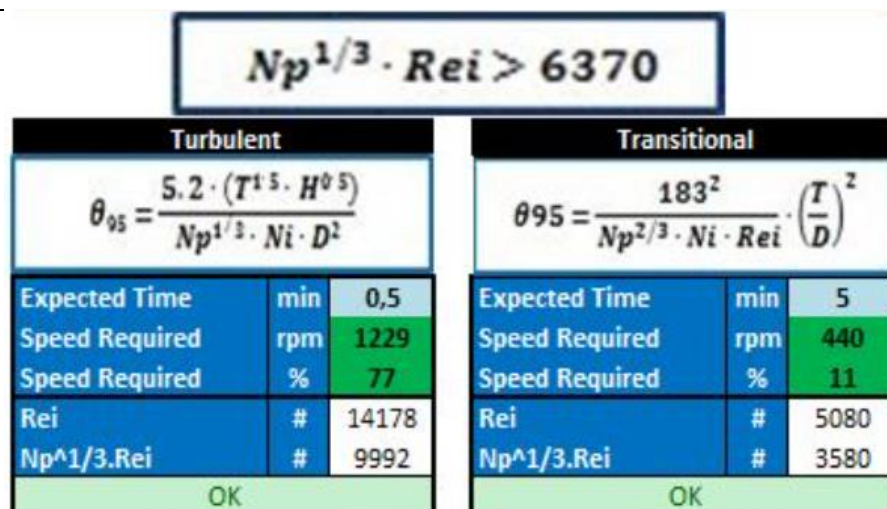 Np^1/3 · Rei > 6370
Turbulent
θ95 = 5.2 · (T^1.5 · H^0.5) / Np^1/3 · Ni · D^2
Expected Time min 0,5
Speed Required rpm 1229
Speed Required % 77
Rei # 14178
Np^1/3.Rei # 9992
OK
Transitional
θ95 = 183^2 / Np^2/3 · Ni · Rei · (T/D)^2
Expected Time min 5
Speed Required rpm 440
Speed Required % 11
Rei # 5080
Np^1/3.Rei # 3580
OK